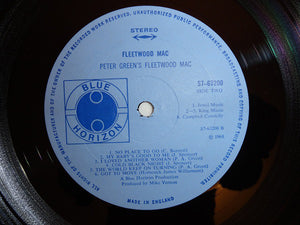 ALL RIGHTS OF THE MANUFACTURER AND OF THE OWNER OF THE RECORDED WORK RESERVED. UNAUTHORISED PUBLIC PERFORMANCE, BROADCASTING AND COPYING OF THIS RECORD PROHIBITED
STEREO
FLEETWOOD MAC
PETER GREEN'S FLEETWOOD MAC
S7-63200
SIDE TWO
BLUE
HORIZON
1. NO PLACE TO GO
2. MY BABY'S GOOD TO ME (J. Spencer)
3. I LOVED ANOTHER WOMAN (P. A. Green)
4. COLD BLACK NIGHT (J. Spencer)
5. THE WORLD KEEP ON TURNING (P. A. Green)
6. GOT TO MOVE (Homesick James Williamson)
A Blue Horizon Production
Produced by Mike Vernon
MADE IN ENGLAND